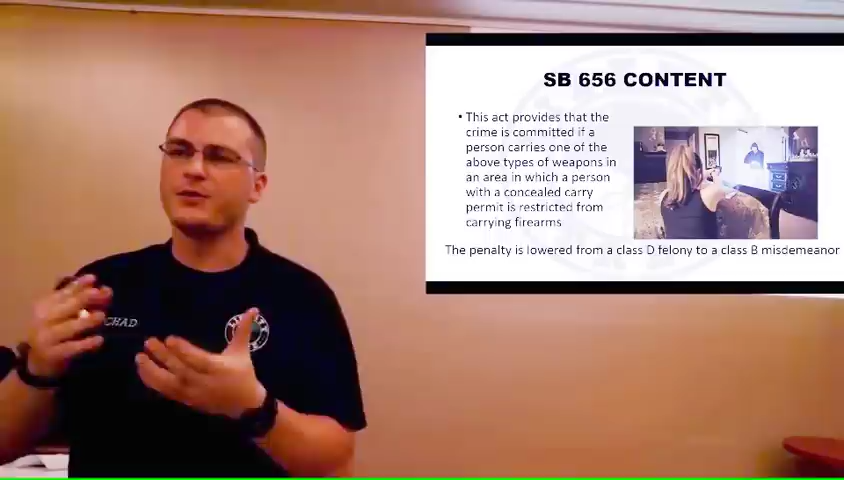 SB 656 CONTENT
• This act provides that the
crime is committed if a
person carries one of the
above types of weapons in
an area in which a person
with a concealed carry
permit is restricted from
carrying firearms
The penalty is lowered from a class D felony to a class B misdemeanor
CHAD